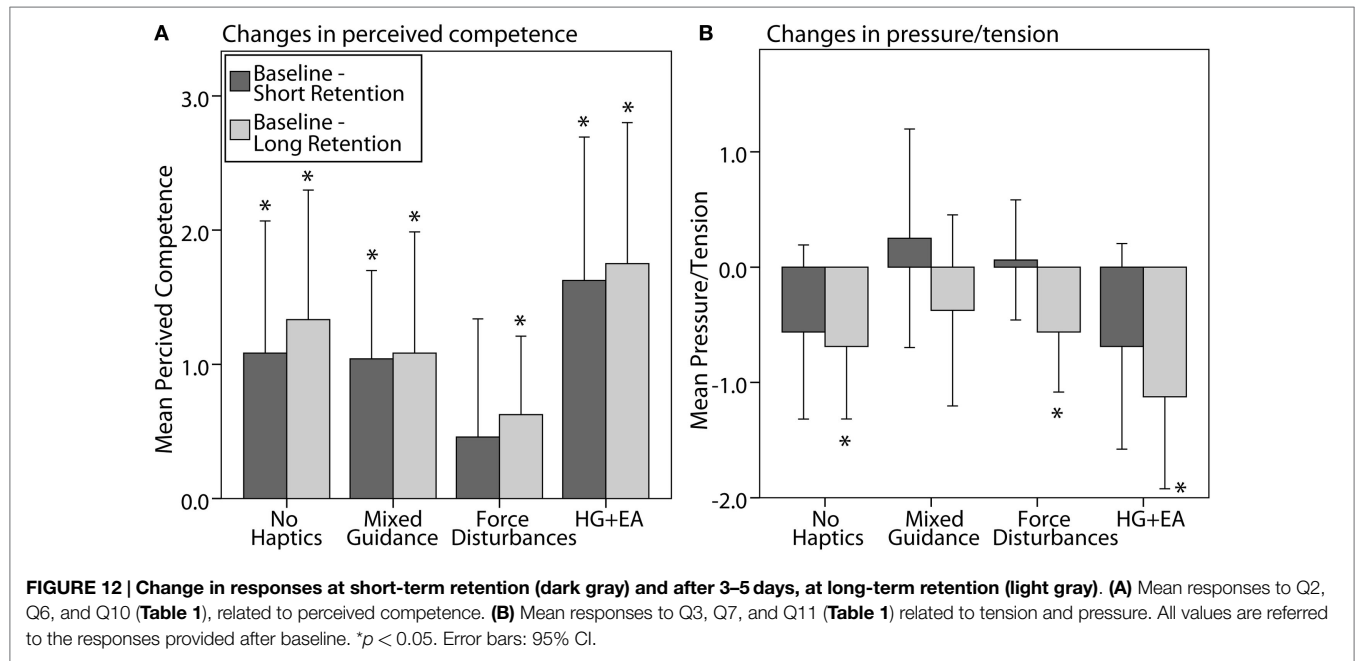 A Changes in perceived competence
Baseline -
Short Retention
Baseline -
Long Retention
Mean Percived Competence
3.0
2.0
1.0
0.0
* * * * * * *
No Haptics
Mixed Guidance
Force Disturbances
HG+EA
B Changes in pressure/tension
Mean Pressure/Tension
1.0
0.0
-1.0
-2.0
* * *
No Haptics
Mixed Guidance
Force Disturbances
HG+EA
FIGURE 12 | Change in responses at short-term retention (dark gray) and after 3–5 days, at long-term retention (light gray). (A) Mean responses to Q2,
Q6, and Q10 (Table 1), related to perceived competence. (B) Mean responses to Q3, Q7, and Q11 (Table 1) related to tension and pressure. All values are referred
to the responses provided after baseline. *p < 0.05. Error bars: 95% CI.